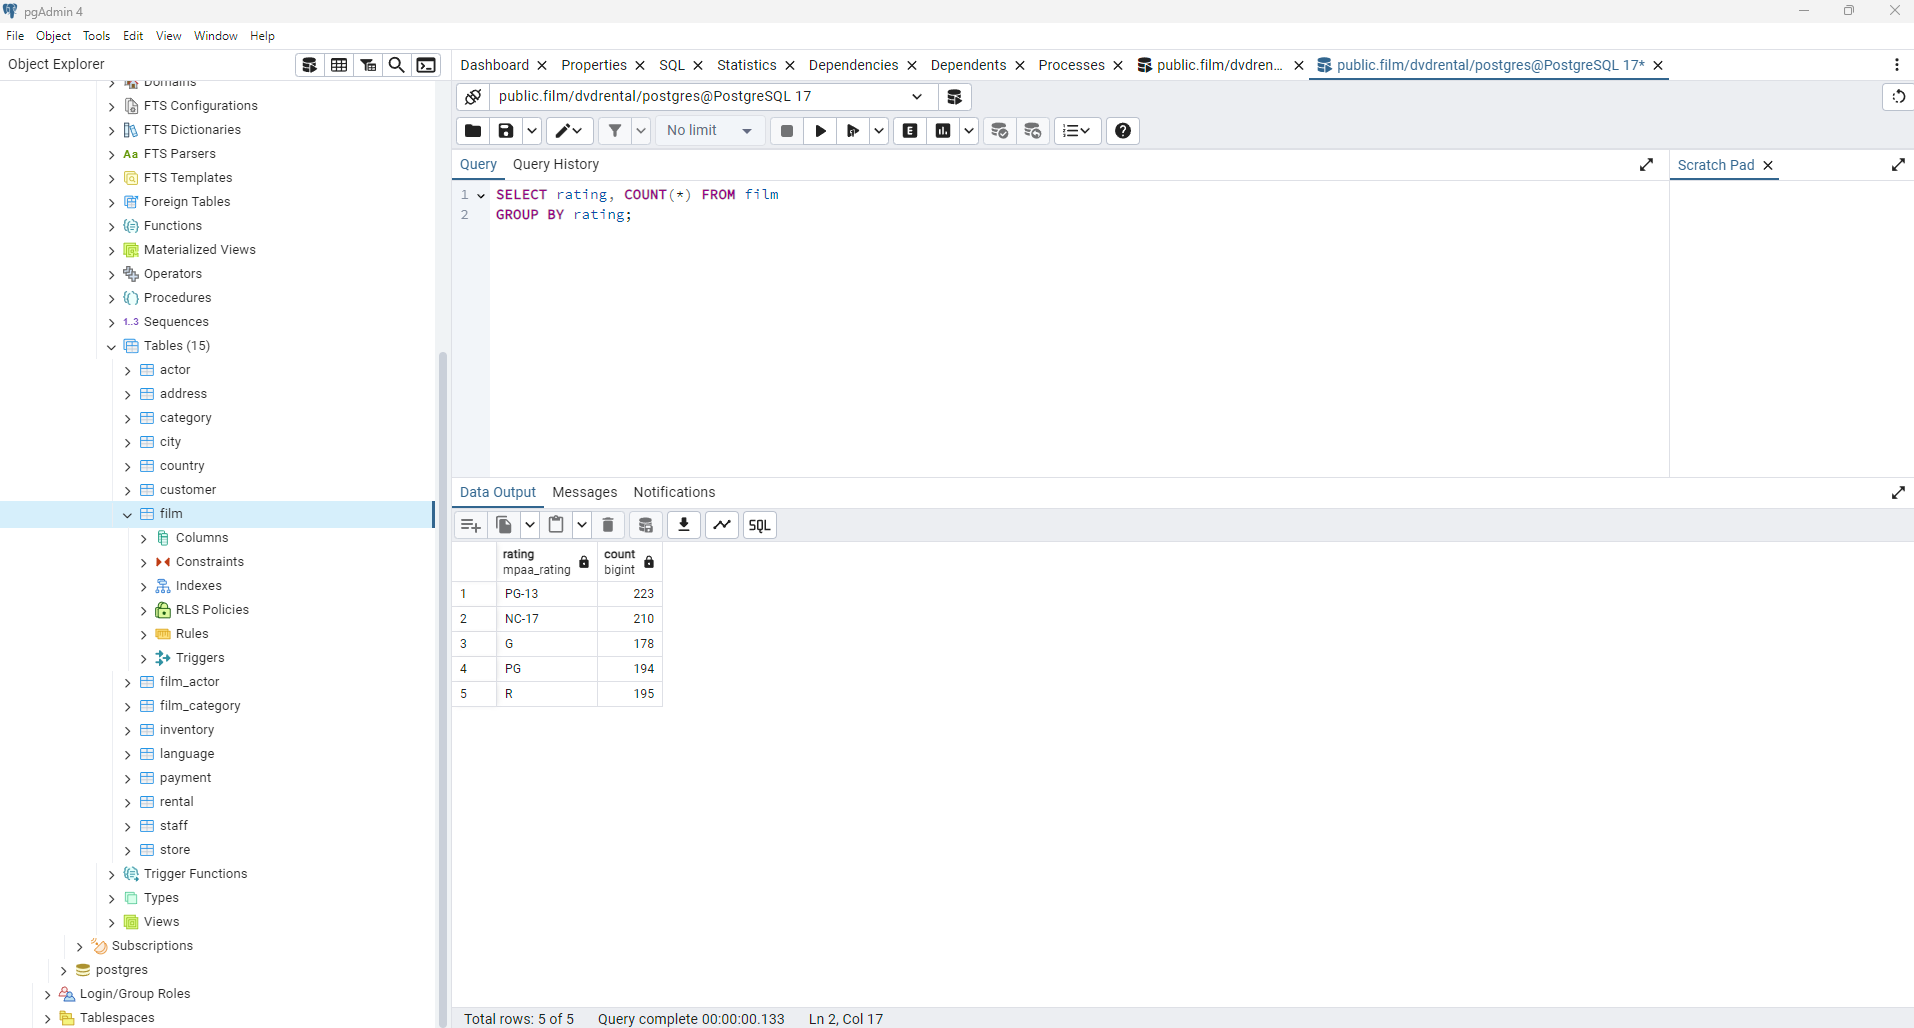 pgAdmin 4
File Object Tools Edit View Window Help
Object Explorer
Dashboard Properties SQL Statistics Dependencies Dependents Processes public.film/dvdren... public.film/dvdrental/postgres@PostgreSQL 17*
public.film/dvdrental/postgres@PostgreSQL 17
No limit
E
Query Query History
Scratch Pad
1 SELECT rating, COUNT(*) FROM film
2 GROUP BY rating;
Domains
FTS Configurations
FTS Dictionaries
Aa FTS Parsers
FTS Templates
Foreign Tables
Functions
Materialized Views
Operators
Procedures
1..3 Sequences
Tables (15)
actor
address
category
city
country
customer
film
Columns
Constraints
Indexes
RLS Policies
Rules
Triggers
film_actor
film_category
inventory
language
payment
rental
staff
store
Trigger Functions
Types
Views
Subscriptions
postgres
Login/Group Roles
Tablespaces
Data Output Messages Notifications
SQL
rating count
mpaa_rating bigint
1 PG-13 223
2 NC-17 210
3 G 178
4 PG 194
5 R 195
Total rows: 5 of 5 Query complete 00:00:00.133 Ln 2, Col 17